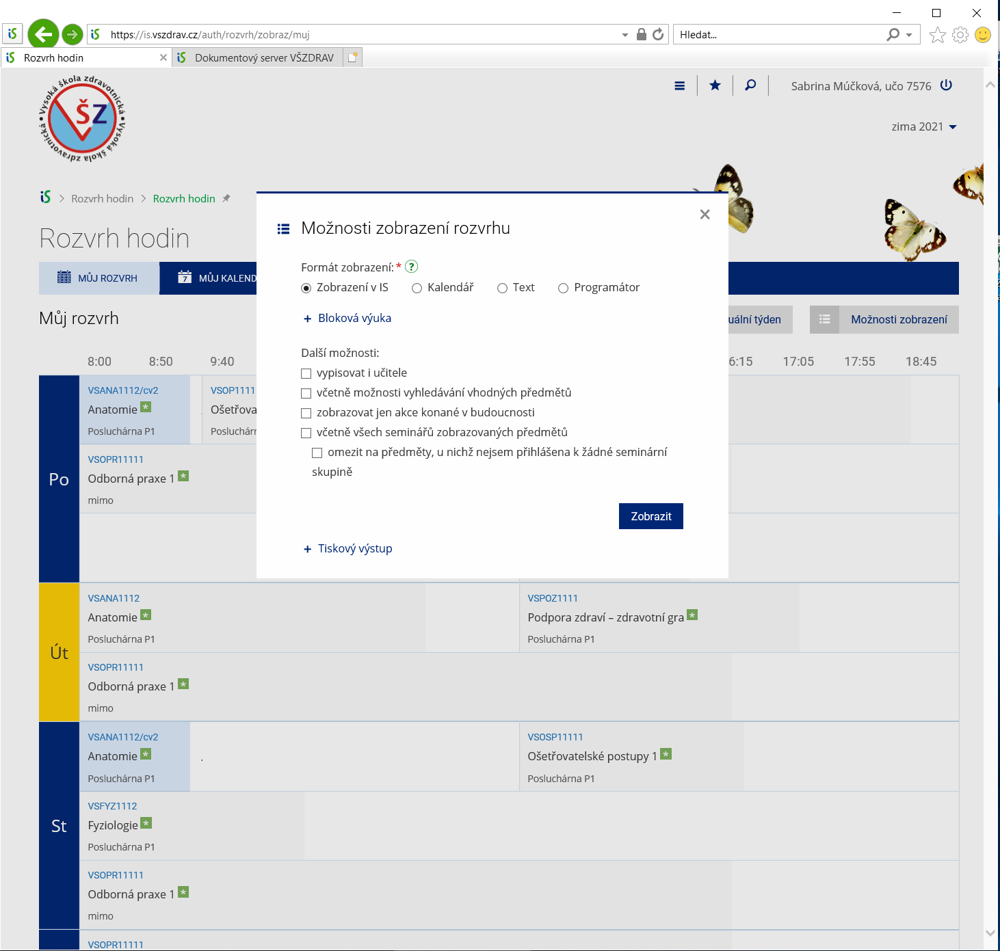 https://is.vszdrav.cz/auth/rozvrh/zobraz/muj
Hledat...
Rozvrh hodin
Dokumentový server VŠZDRAV
Vysoká škola zdravotnická • Vysoká škola zdravotnická •
VŠZ
Sabrina Múčková, učo 7576
zima 2021
Rozvrh hodin
Rozvrh hodin
Rozvrh hodin
MŮJ ROZVRH
7
MŮJ KALEND
Můj rozvrh
uální týden
Možnosti zobrazení
8:00 8:50 9:40
6:15 17:05 17:55 18:45
Možnosti zobrazení rozvrhu
Formát zobrazení: * ?
Zobrazení v IS Kalendář Text Programátor
+ Bloková výuka
Další možnosti:
vypisovat i učitele
včetně možnosti vyhledávání vhodných předmětů
zobrazovat jen akce konané v budoucnosti
včetně všech seminářů zobrazovaných předmětů
omezit na předměty, u nichž nejsem přihlášena k žádné seminární
skupině
Zobrazit
+ Tiskový výstup
Po
VSANA1112/cv2
Anatomie *
Posluchárna P1
.
VSOP1111
Ošetřova
Posluchárn
VSOPR11111
Odborná praxe 1 *
mimo
Út
VSANA1112
Anatomie *
Posluchárna P1
VSPOZ1111
Podpora zdraví – zdravotní gra *
Posluchárna P1
VSOPR11111
Odborná praxe 1 *
mimo
St
VSANA1112/cv2
Anatomie *
Posluchárna P1
.
VSOSP11111
Ošetřovatelské postupy 1 *
Posluchárna P1
VSFYZ1112
Fyziologie *
Posluchárna P1
VSOPR11111
Odborná praxe 1 *
mimo
VSOPR11111